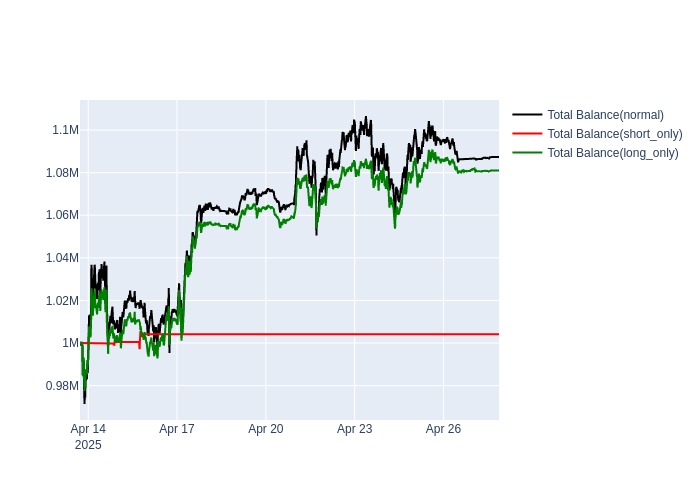 Total Balance(normal)
Total Balance(short_only)
Total Balance(long_only)
1.1M
1.08M
1.06M
1.04M
1.02M
1M
0.98M
Apr 14
2025
Apr 17
Apr 20
Apr 23
Apr 26